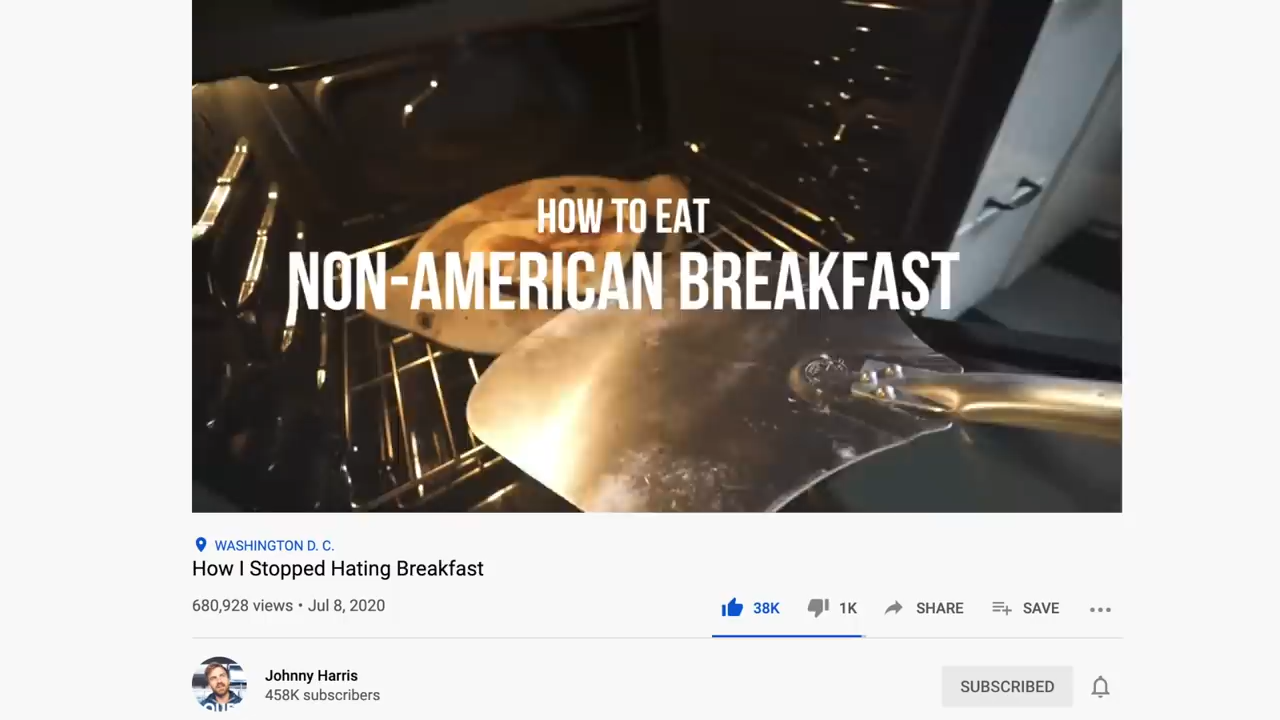 HOW TO EAT
NON-AMERICAN BREAKFAST
WASHINGTON D. C.
How I Stopped Hating Breakfast
680,928 views • Jul 8, 2020
38K
1K
SHARE
SAVE
Johnny Harris
458K subscribers
SUBSCRIBED